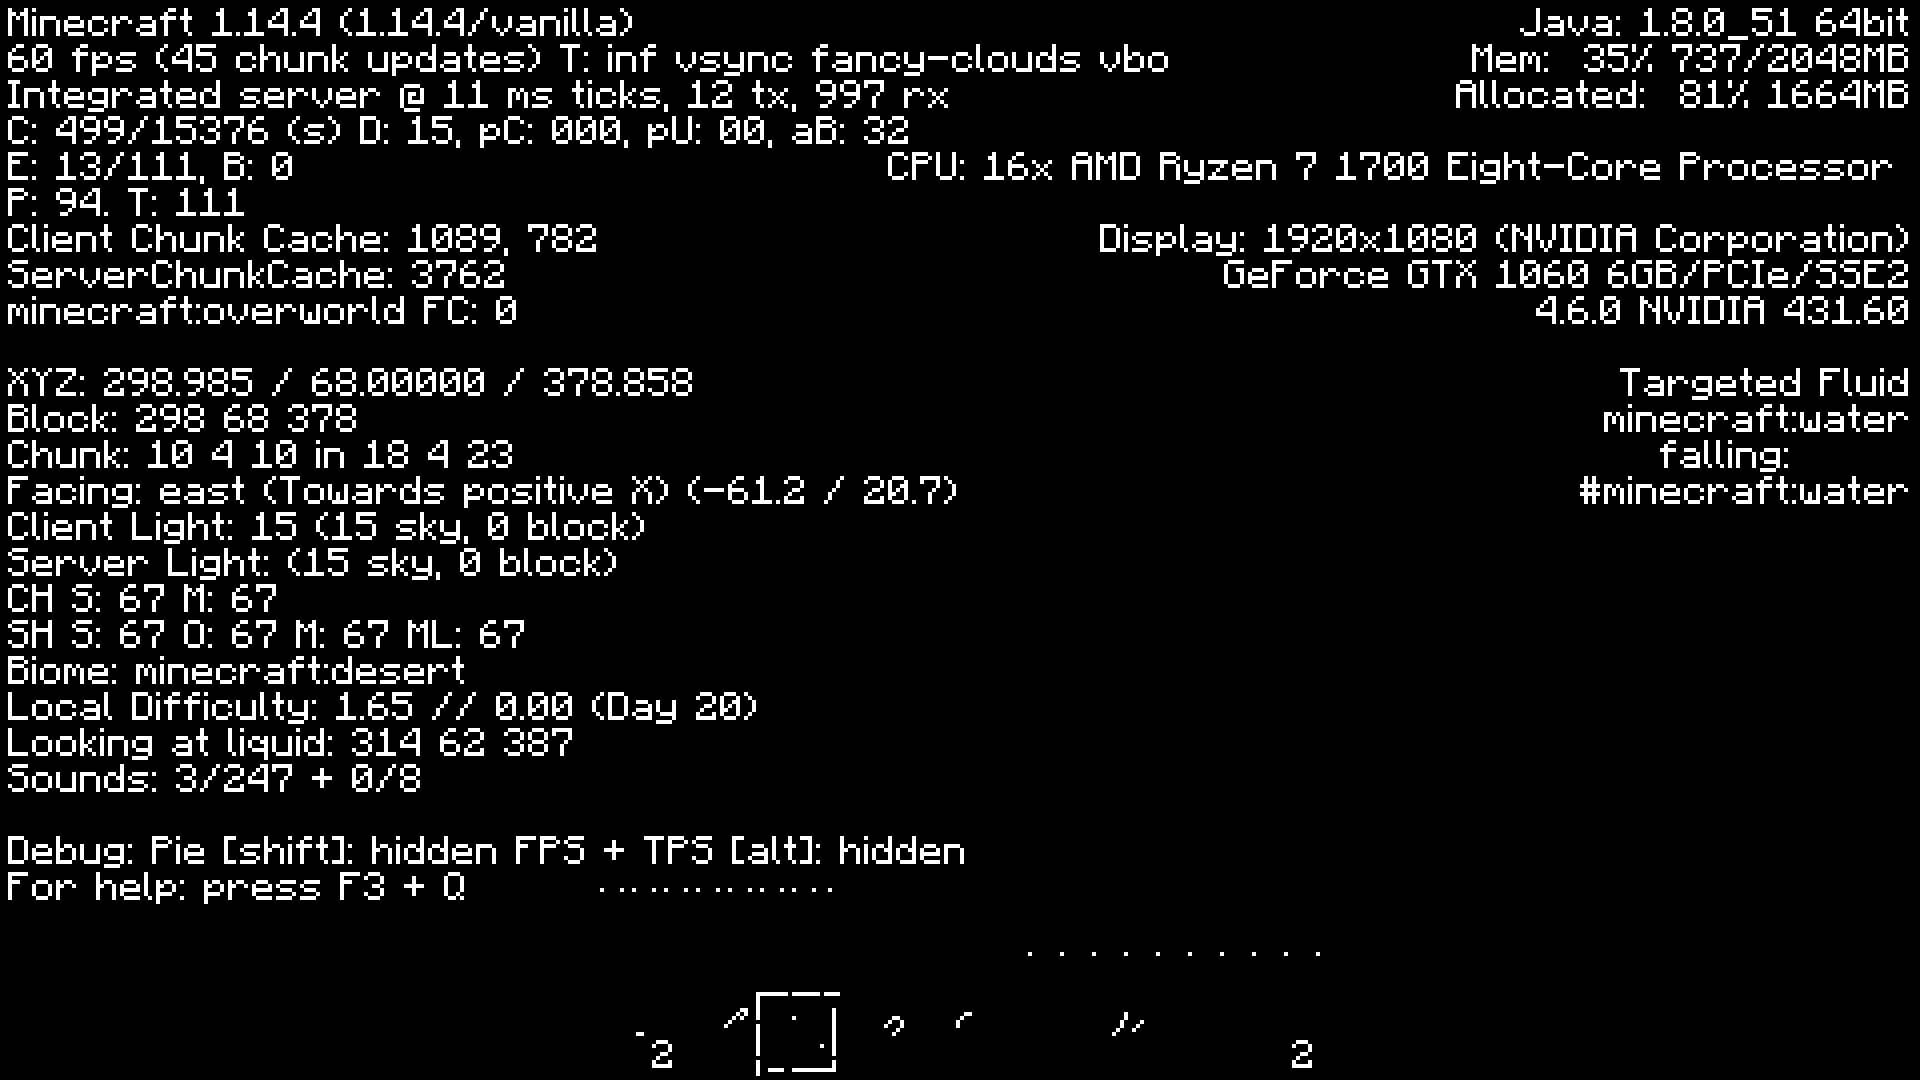 Minecraft 1.14.4 (1.14.4/vanilla)
60 fps (45 chunk updates) T: inf vsync fancy-clouds vbo
Integrated server @ 11 ms ticks, 12 tx, 997 rx
C: 499/15376 (s) D: 15, pC: 000, pU: 00, aB: 32
E: 13/111, B: 0
P: 94. T: 111
Client Chunk Cache: 1089, 782
ServerChunkCache: 3762
minecraft:overworld FC: 0
XYZ: 298.985 / 68.00000 / 378.858
Block: 298 68 378
Chunk: 10 4 10 in 18 4 23
Facing: east (Towards positive X) (-61.2 / 20.7)
Client Light: 15 (15 sky, 0 block)
Server Light: (15 sky, 0 block)
CH S: 67 M: 67
SH S: 67 O: 67 M: 67 ML: 67
Biome: minecraft:desert
Local Difficulty: 1.65 // 0.00 (Day 20)
Looking at liquid: 314 62 387
Sounds: 3/247 + 0/8
Debug: Pie [shift]: hidden FPS + TPS [alt]: hidden
For help: press F3 + Q
Java: 1.8.0_51 64bit
Mem: 35% 737/2048MB
Allocated: 81% 1664MB
CPU: 16x AMD Ryzen 7 1700 Eight-Core Processor
Display: 1920x1080 (NVIDIA Corporation)
GeForce GTX 1060 6GB/PCIe/SSE2
4.6.0 NVIDIA 431.60
Targeted Fluid
minecraft:water
falling:
#minecraft:water
2
2